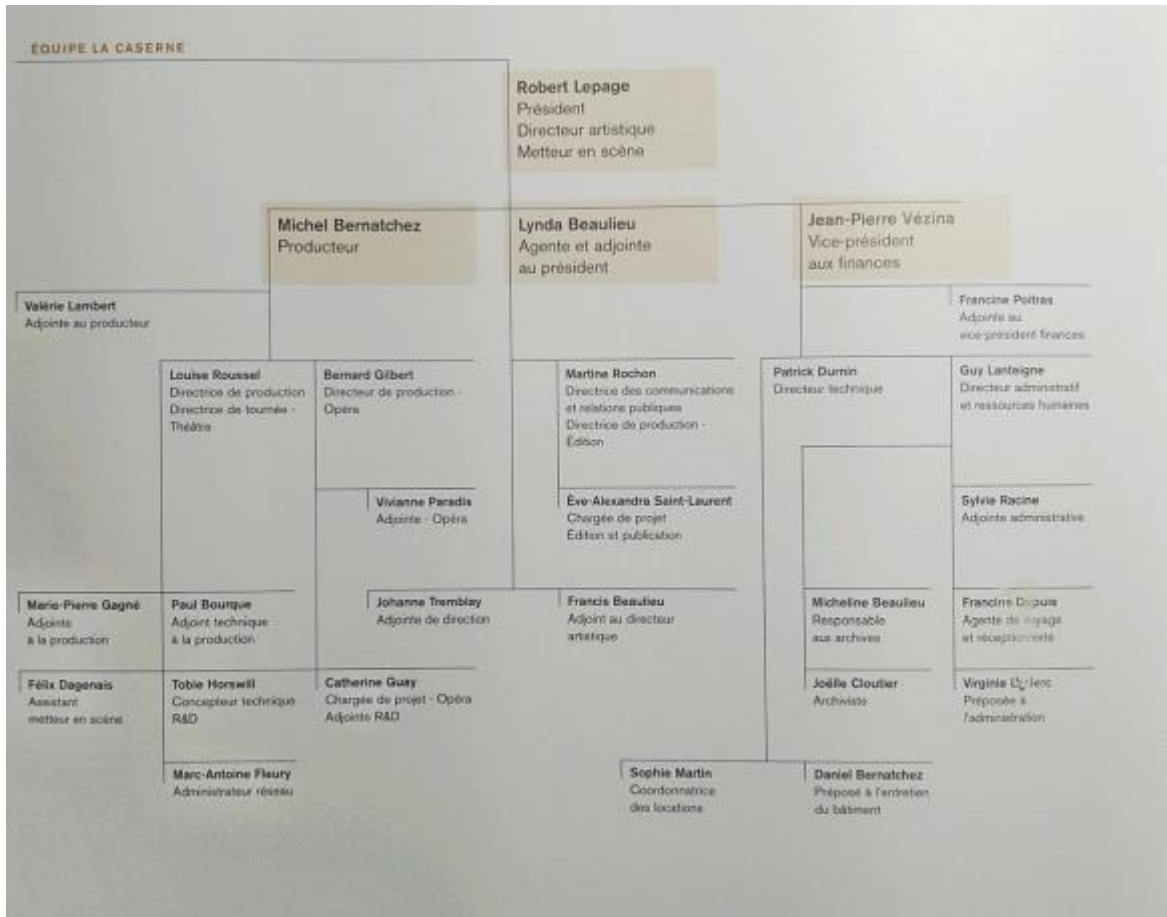 ÉQUIPE LA CASERNE
Robert Lepage
Président
Directeur artistique
Metteur en scène
Michel Bernatchez
Producteur
Lynda Beaulieu
Agente et adjointe
au président
Jean-Pierre Vézina
Vice-président
aux finances
Valérie Lambert
Adjointe au producteur
Francine Poitras
Adjointe au
vice-président finances
Louise Roussel
Directrice de production
Directrice de tournée -
Théâtre
Bernard Gilbert
Directeur de production -
Opéra
Martine Rochon
Directrice des communications
et relations publiques
Directrice de production -
Édition
Patrick Durnin
Directeur technique
Guy Lanteigne
Directeur administratif
et ressources humaines
Vivianne Paradis
Adjointe - Opéra
Ève-Alexandra Saint-Laurent
Chargée de projet
Édition et publication
Sylvie Racine
Adjointe administrative
Marie-Pierre Gagné
Adjointe
à la production
Paul Bourque
Adjoint technique
à la production
Johanne Tremblay
Adjointe de direction
Francis Beaulieu
Adjoint au directeur
artistique
Micheline Beaulieu
Responsable
aux archives
Francine Dupuis
Agente de voyage
et réceptionniste
Félix Dagenais
Assistant
metteur en scène
Tobie Horswill
Concepteur technique
R&D
Catherine Guay
Chargée de projet - Opéra
Adjointe R&D
Joëlle Cloutier
Archiviste
Virginie Leclerc
Préposée à
l'administration
Marc-Antoine Fleury
Administrateur réseau
Sophie Martin
Coordonnatrice
des locations
Daniel Bernatchez
Préposé à l'entretien
du bâtiment